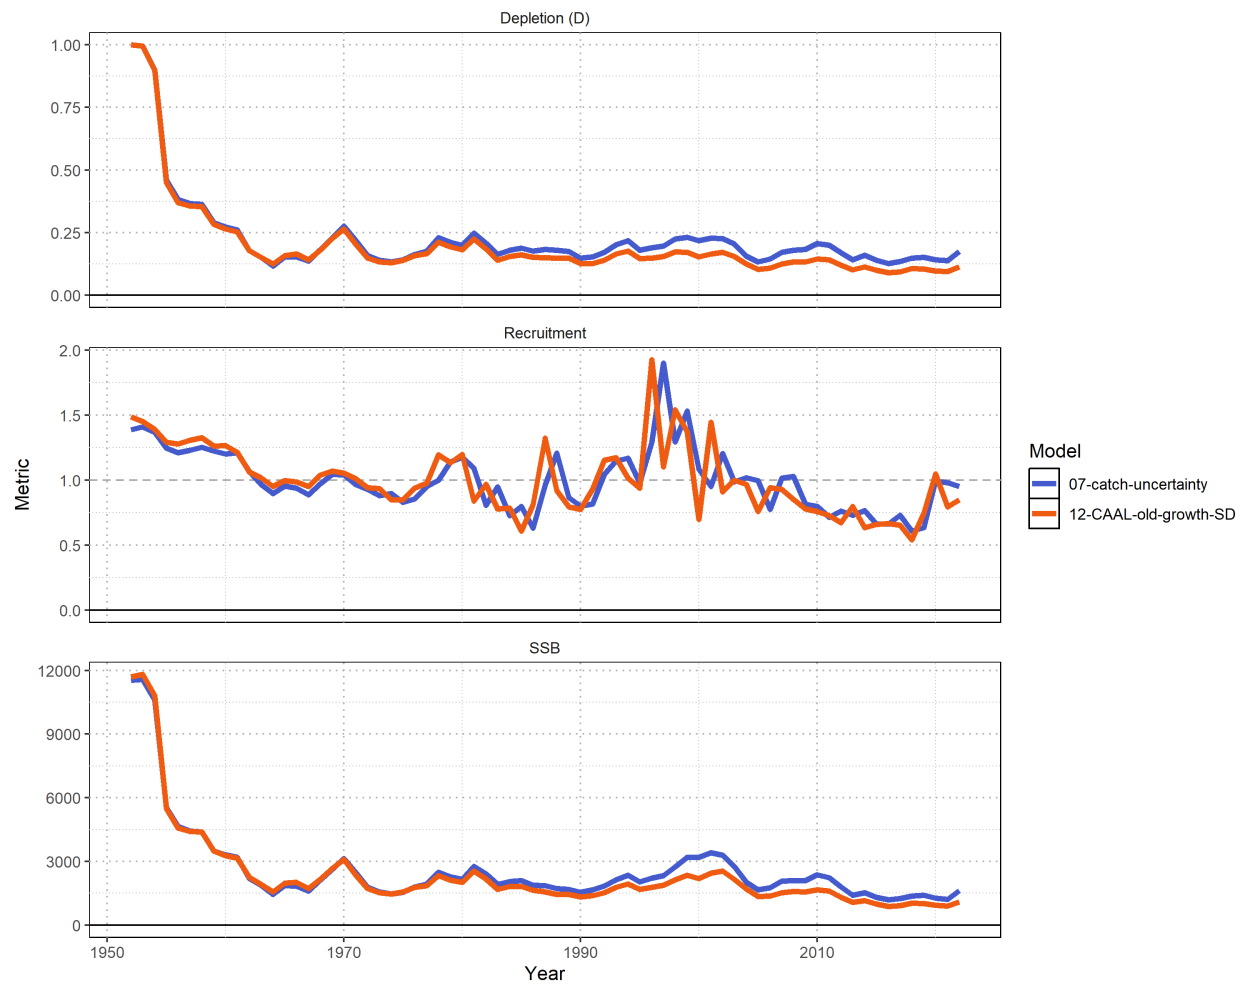 Depletion (D)
1.00
0.75
0.50
0.25
0.00
Recruitment
2.0
1.5
1.0
0.5
0.0
SSB
12000
9000
6000
3000
0
1950
1970
1990
2010
Year
Metric
Model
07-catch-uncertainty
12-CAAL-old-growth-SD